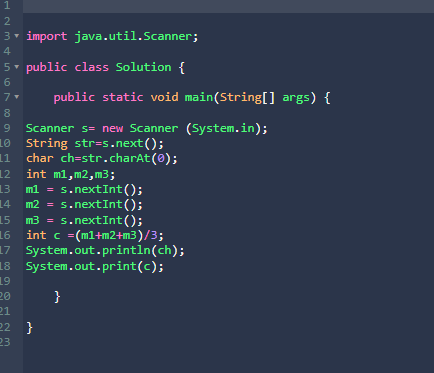 1
2
3 import java.util.Scanner;
4
5 public class Solution {
6
7     public static void main(String[] args) {
8
9 Scanner s= new Scanner (System.in);
10 String str=s.next();
11 char ch=str.charAt(0);
12 int m1,m2,m3;
13 m1 = s.nextInt();
14 m2 = s.nextInt();
15 m3 = s.nextInt();
16 int c =(m1+m2+m3)/3;
17 System.out.println(ch);
18 System.out.print(c);
19
20     }
21
22 }
23